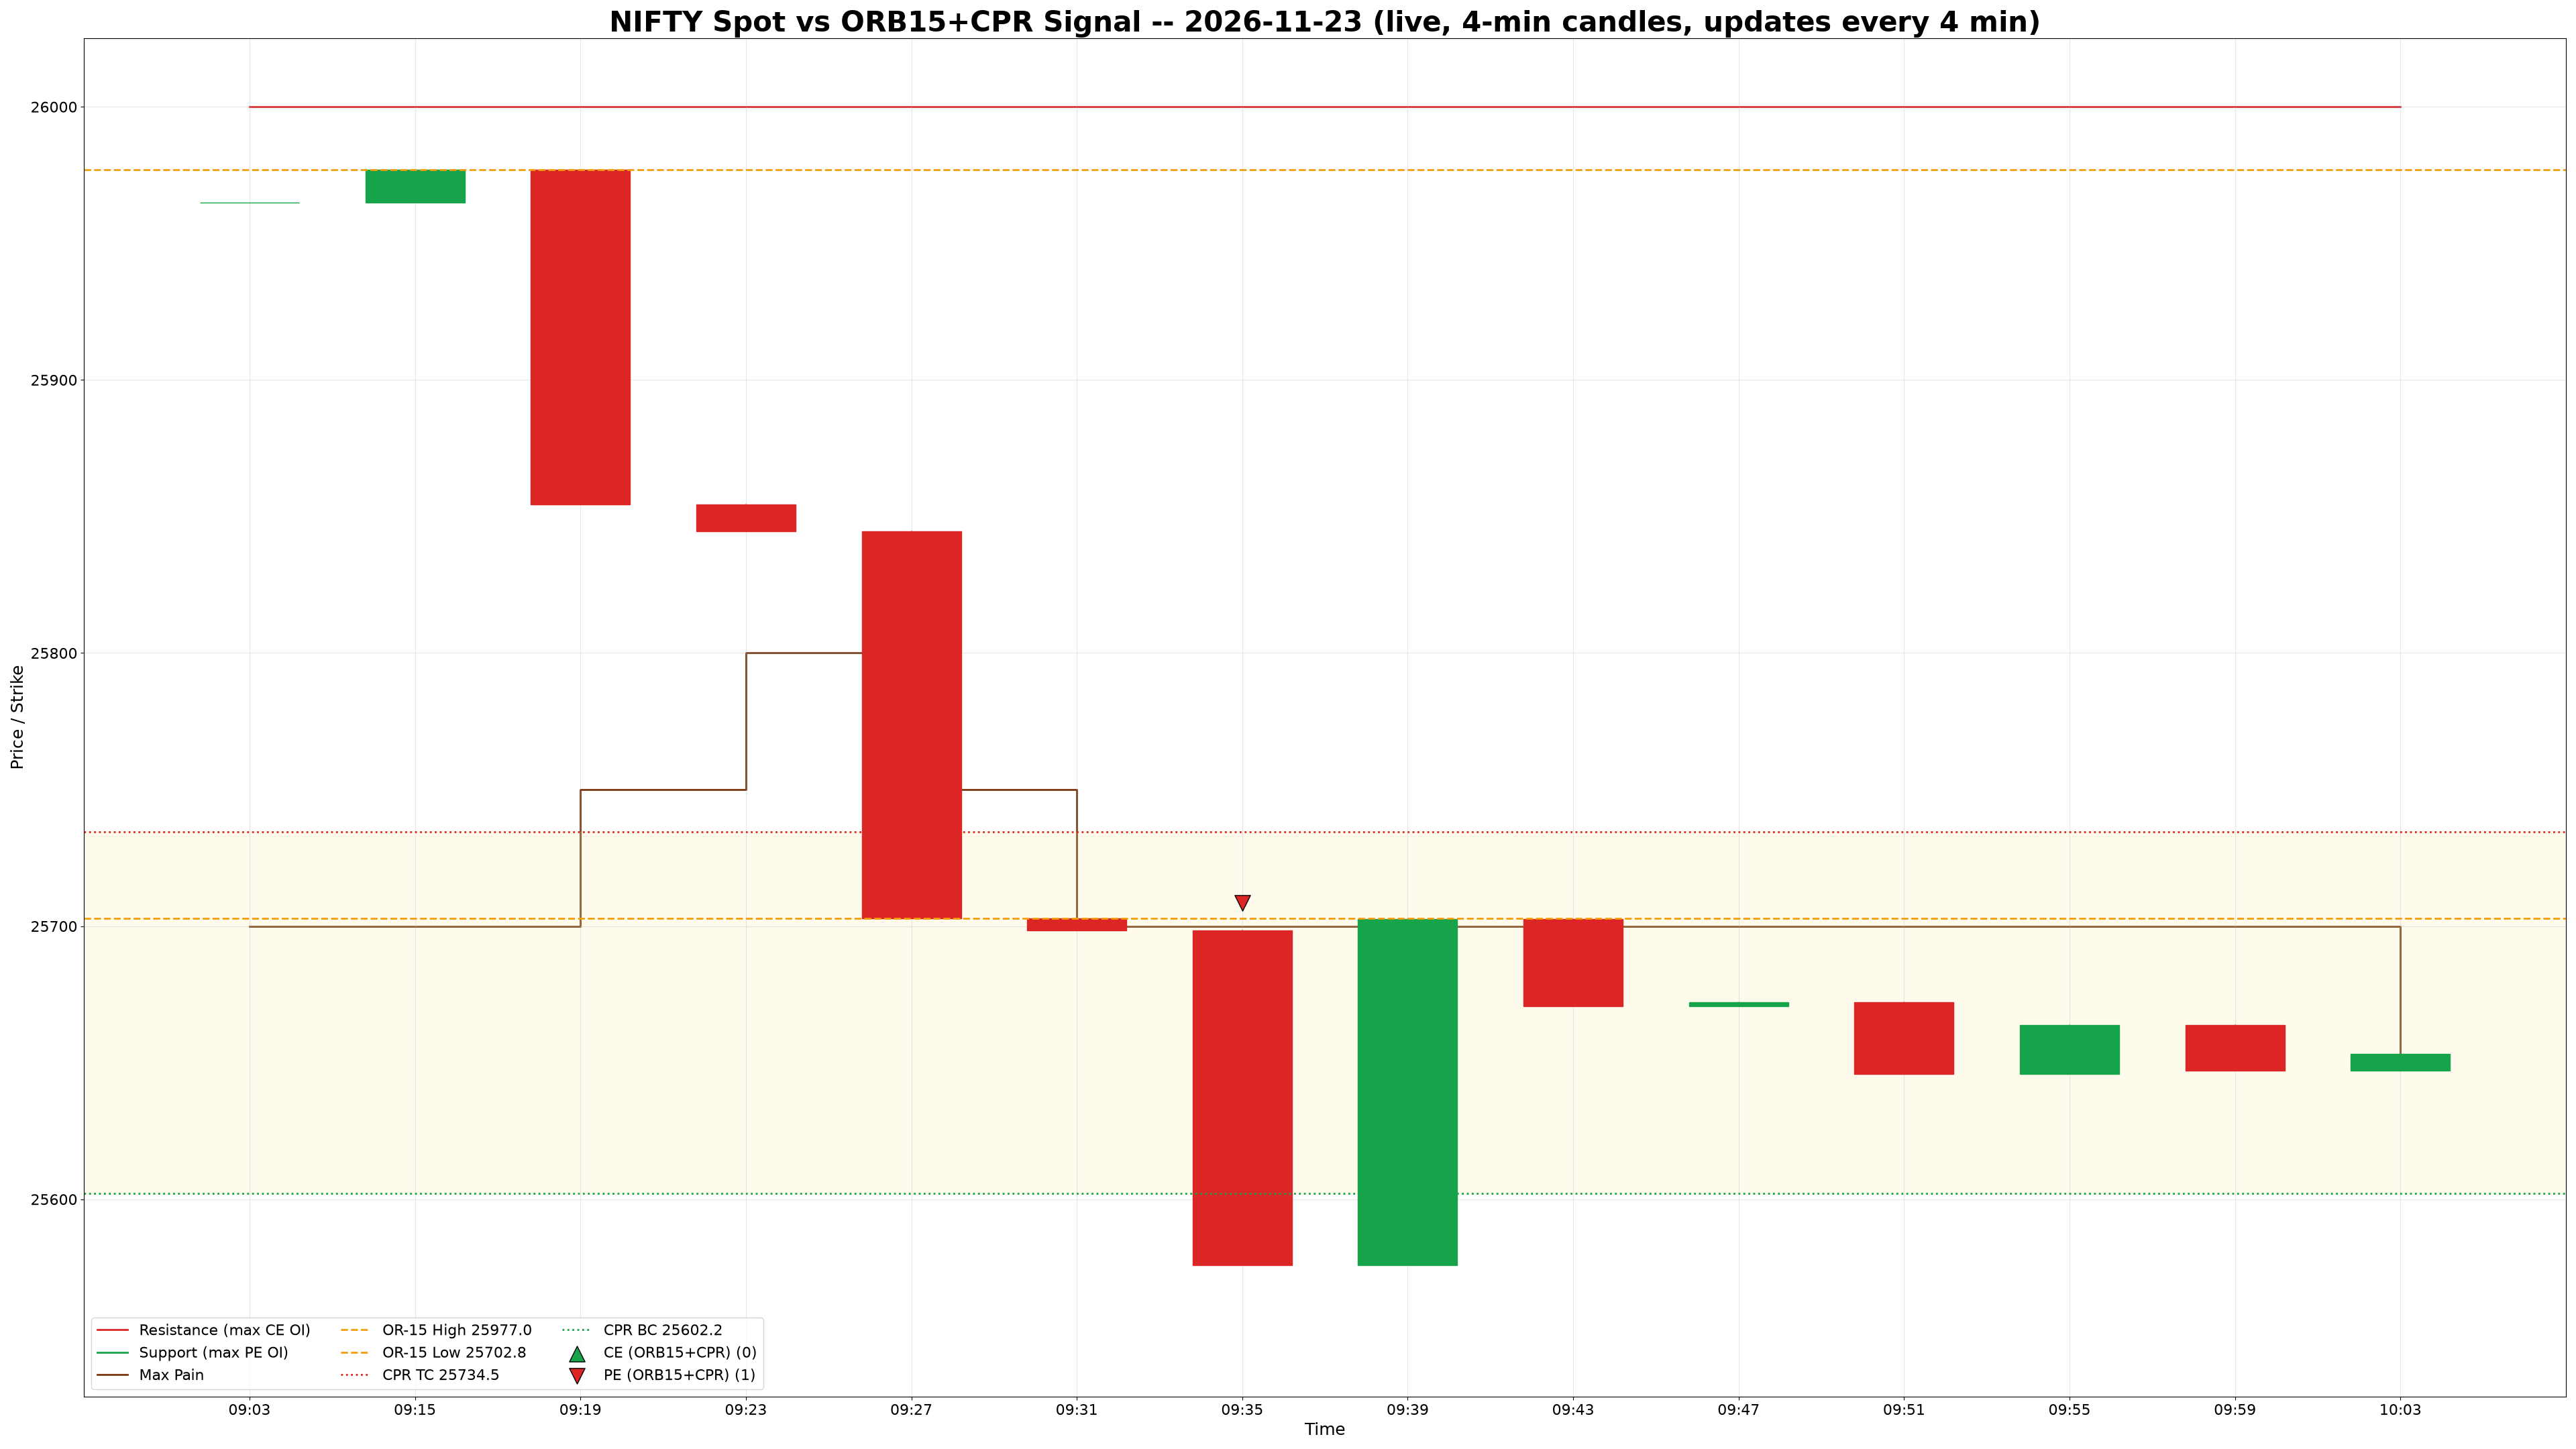 NIFTY Spot vs ORB15+CPR Signal -- 2026-11-23 (live, 4-min candles, updates every 4 min)
Price / Strike
26000
25900
25800
25700
25600
Resistance (max CE OI)
Support (max PE OI)
Max Pain
OR-15 High 25977.0
OR-15 Low 25702.8
CPR TC 25734.5
CPR BC 25602.2
CE (ORB15+CPR) (0)
PE (ORB15+CPR) (1)
09:03 09:15 09:19 09:23 09:27 09:31 09:35 09:39 09:43 09:47 09:51 09:55 09:59 10:03
Time